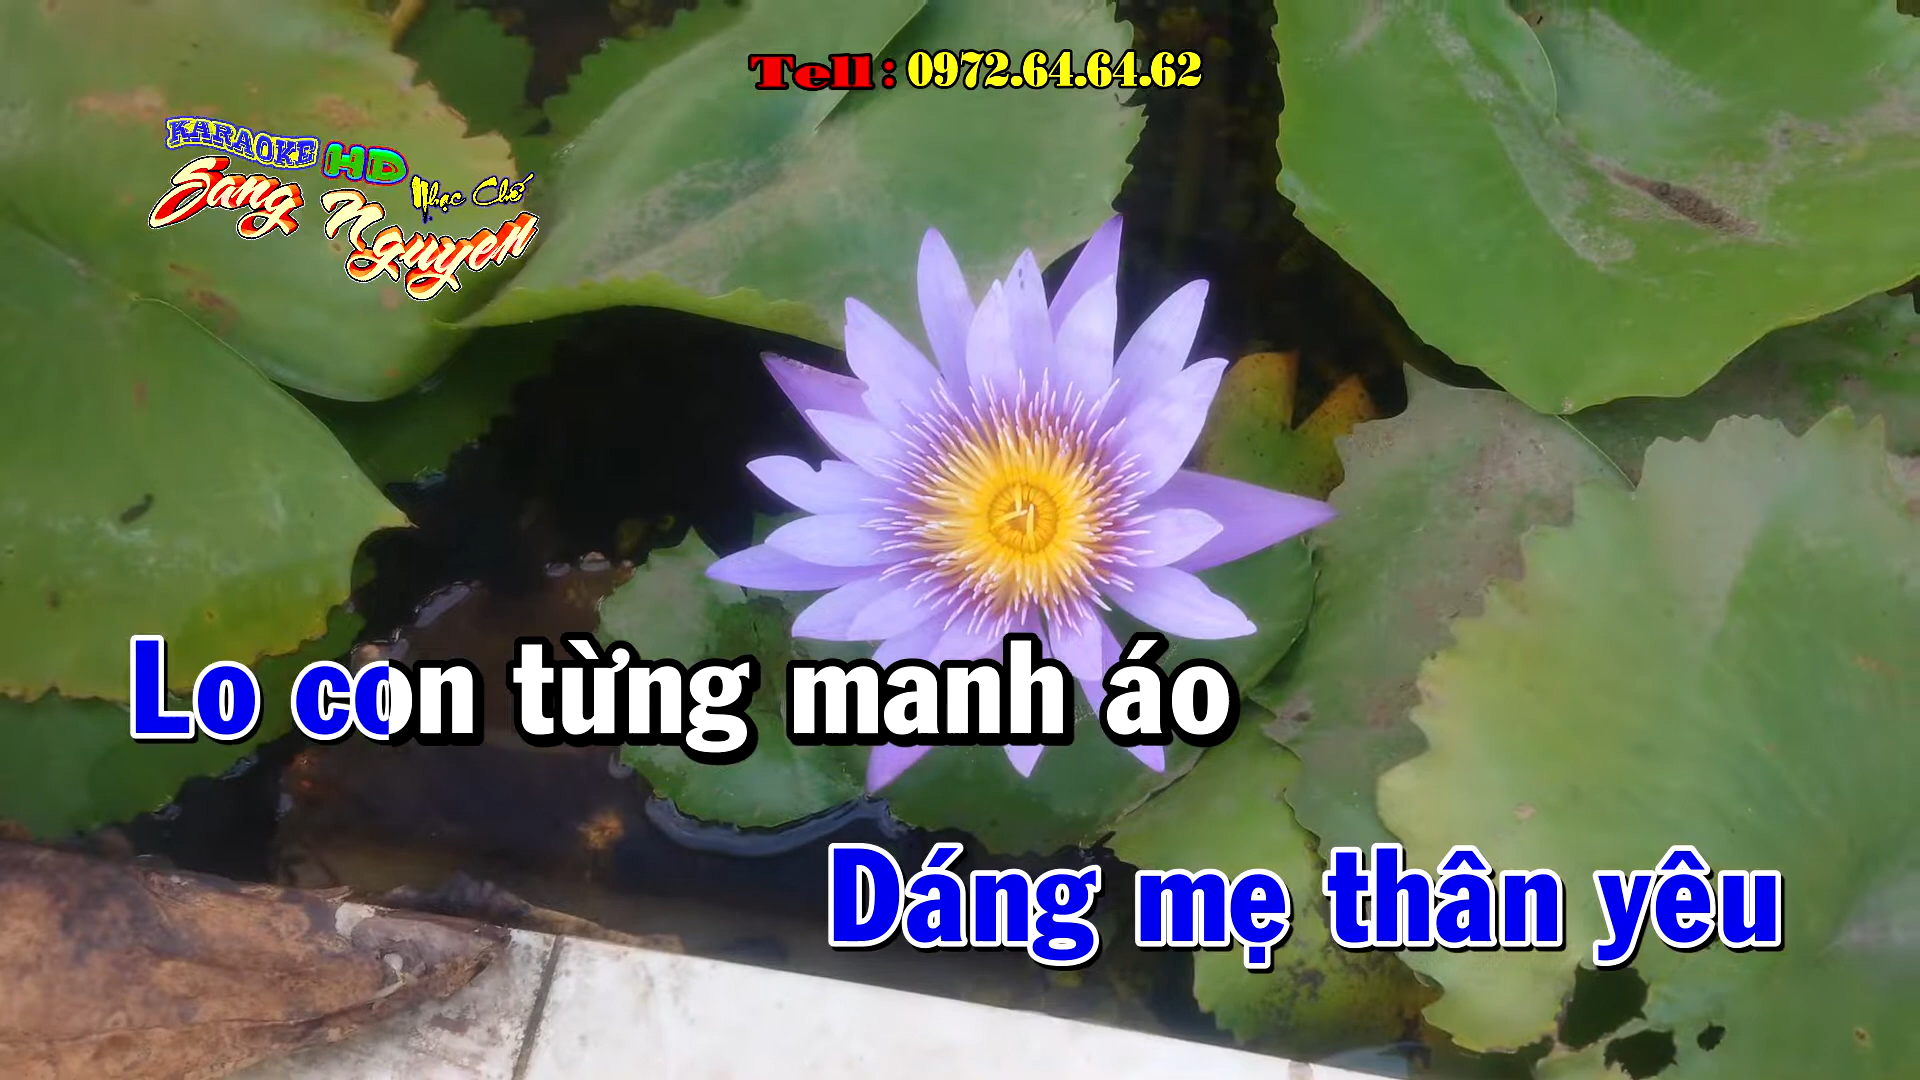 Tell : 0972.64.64.62
KARAOKE HD Nhạc Chế
Sang Nguyen
Lo con từng manh áo
Dáng mẹ thân yêu